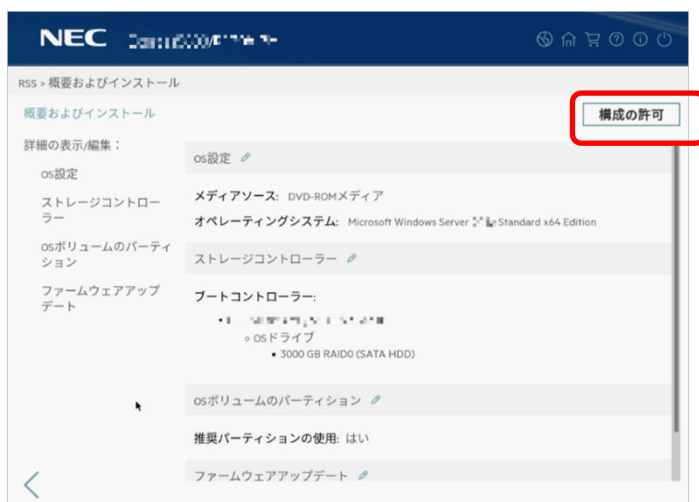 NEC
RSS > 概要およびインストール
概要およびインストール
構成の許可
詳細の表示/編集：
OS設定
ストレージコントロー
ラー
OSボリュームのパーティ
ション
ファームウェアアップ
デート
OS設定
メディアソース: DVD-ROMメディア
オペレーティングシステム: Microsoft Windows Server Standard x64 Edition
ストレージコントローラー
ブートコントローラー:
OSドライブ
3000 GB RAID0 (SATA HDD)
OSボリュームのパーティション
推奨パーティションの使用: はい
ファームウェアアップデート